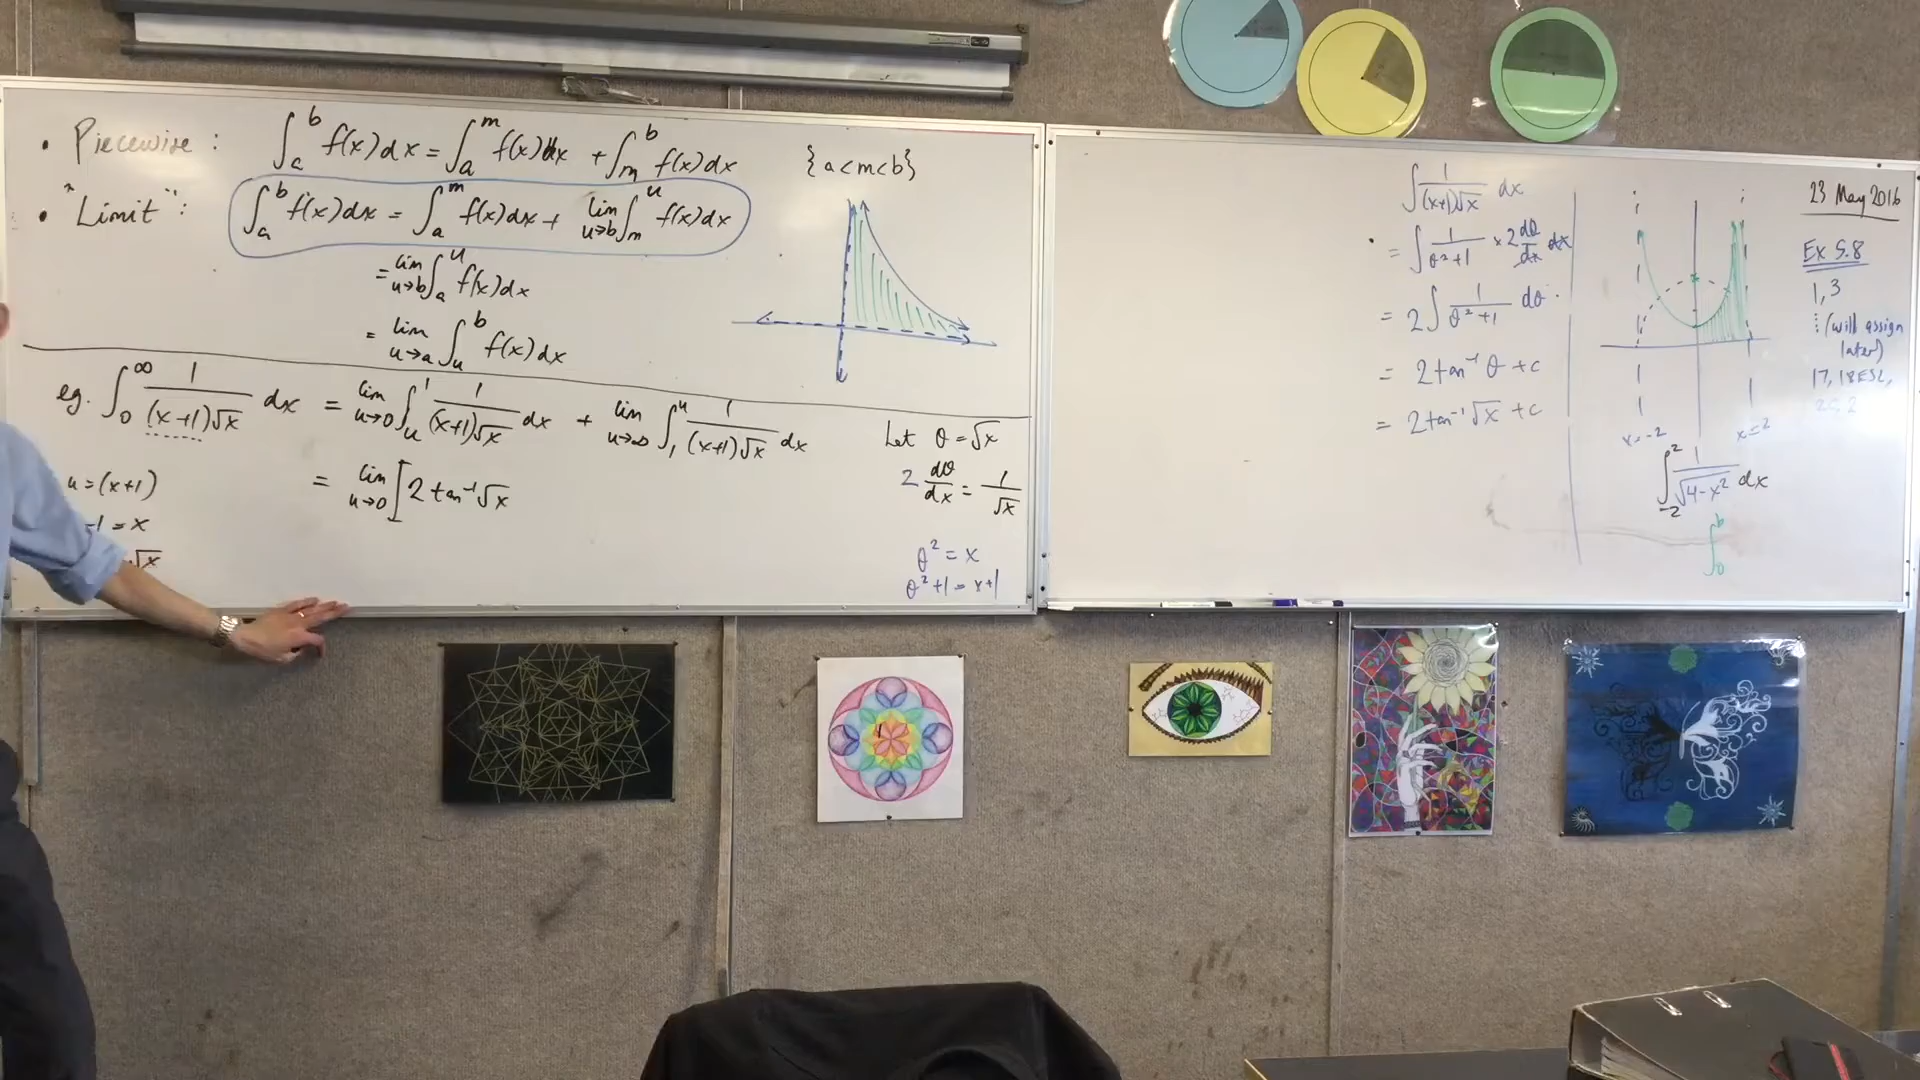 • Piecewise: ∫_a^b f(x)dx = ∫_a^m f(x)dx + ∫_m^b f(x)dx {a<m<b}
• "Limit": ∫_a^b f(x)dx = ∫_a^m f(x)dx + lim_{u→b} ∫_m^u f(x)dx
= lim_{u→b} ∫_a^u f(x)dx
= lim_{u→a} ∫_u^b f(x)dx
eg. ∫_0^∞ 1/((x+1)√x) dx = lim_{u→0} ∫_u^1 1/((x+1)√x) dx + lim_{u→∞} ∫_1^u 1/((x+1)√x) dx
= lim_{u→0} [2 tan⁻¹√x
u = (x+1)
-1 = x
√x
Let θ = √x
2 dθ/dx = 1/√x
θ² = x
θ²+1 = x+1
∫ 1/((x+1)√x) dx
= ∫ 1/(θ²+1) × 2 dθ/dx dx
= 2∫ 1/(θ²+1) dθ
= 2 tan⁻¹ θ + c
= 2 tan⁻¹ √x + c
x=-2
x=2
∫_{-2}^2 1/√(4-x²) dx
∫_0^b
23 May 2016
Ex 5.8
1, 3
⋮ (will assign
later)
17, 18